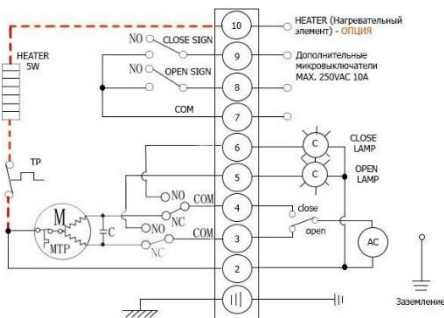 HEATER
5W
TP
M
MTP
C
NO
CLOSE SIGN
NO
OPEN SIGN
COM
NO
COM
NC
NO
COM
NC
10
9
8
7
6
5
4
3
2
HEATER (Нагревательный
элемент) - ОПЦИЯ
Дополнительные
микровыключатели
MAX. 250VAC 10A
C
CLOSE
LAMP
C
OPEN
LAMP
close
open
AC
Заземление